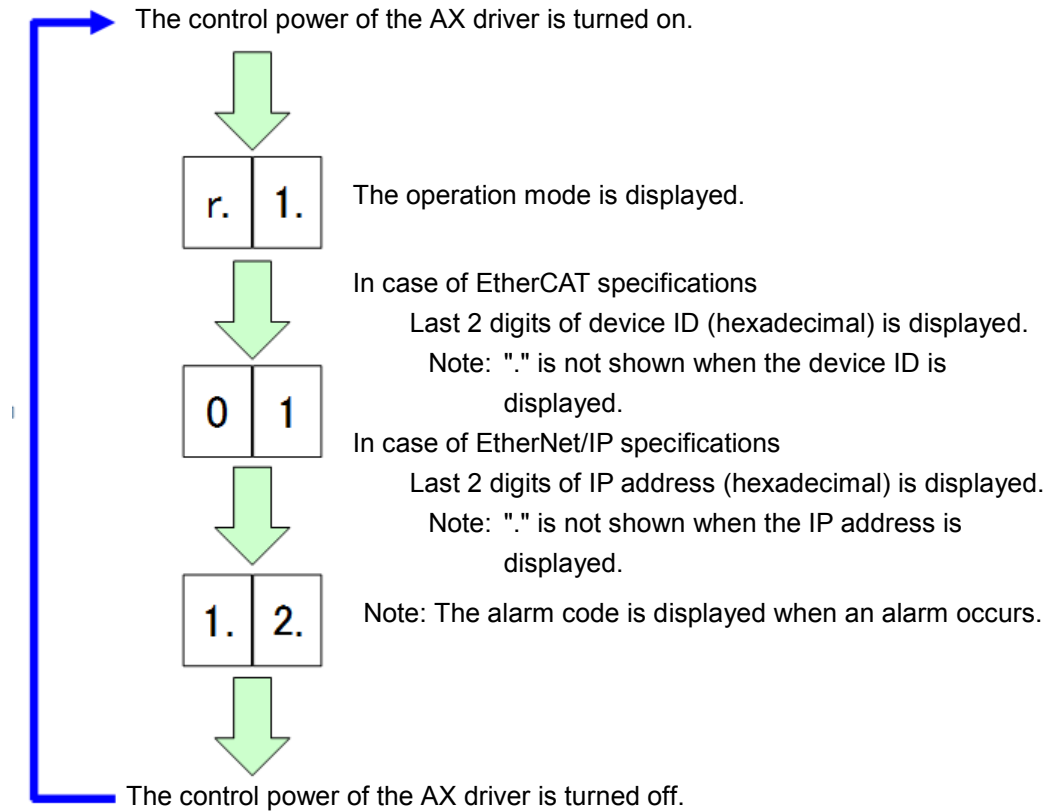 The control power of the AX driver is turned on.
r. 1.
The operation mode is displayed.
In case of EtherCAT specifications
Last 2 digits of device ID (hexadecimal) is displayed.
Note: "." is not shown when the device ID is
displayed.
0 1
In case of EtherNet/IP specifications
Last 2 digits of IP address (hexadecimal) is displayed.
Note: "." is not shown when the IP address is
displayed.
1. 2.
Note: The alarm code is displayed when an alarm occurs.
The control power of the AX driver is turned off.